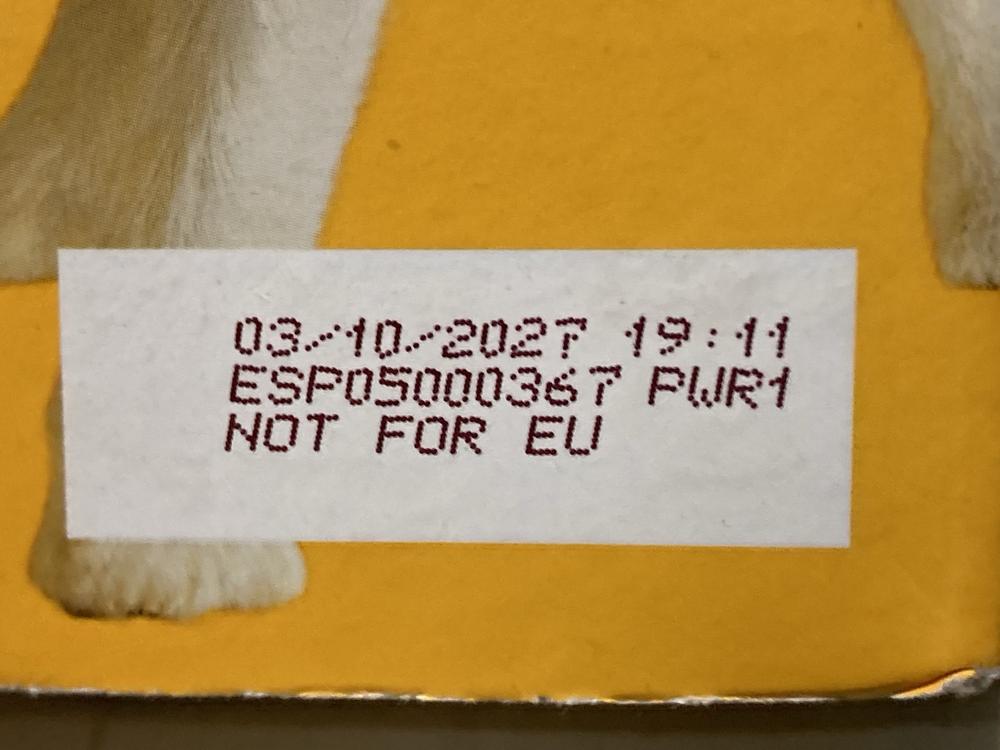 03/10/2027 19:11
ESP05000367 PWR1
NOT FOR EU